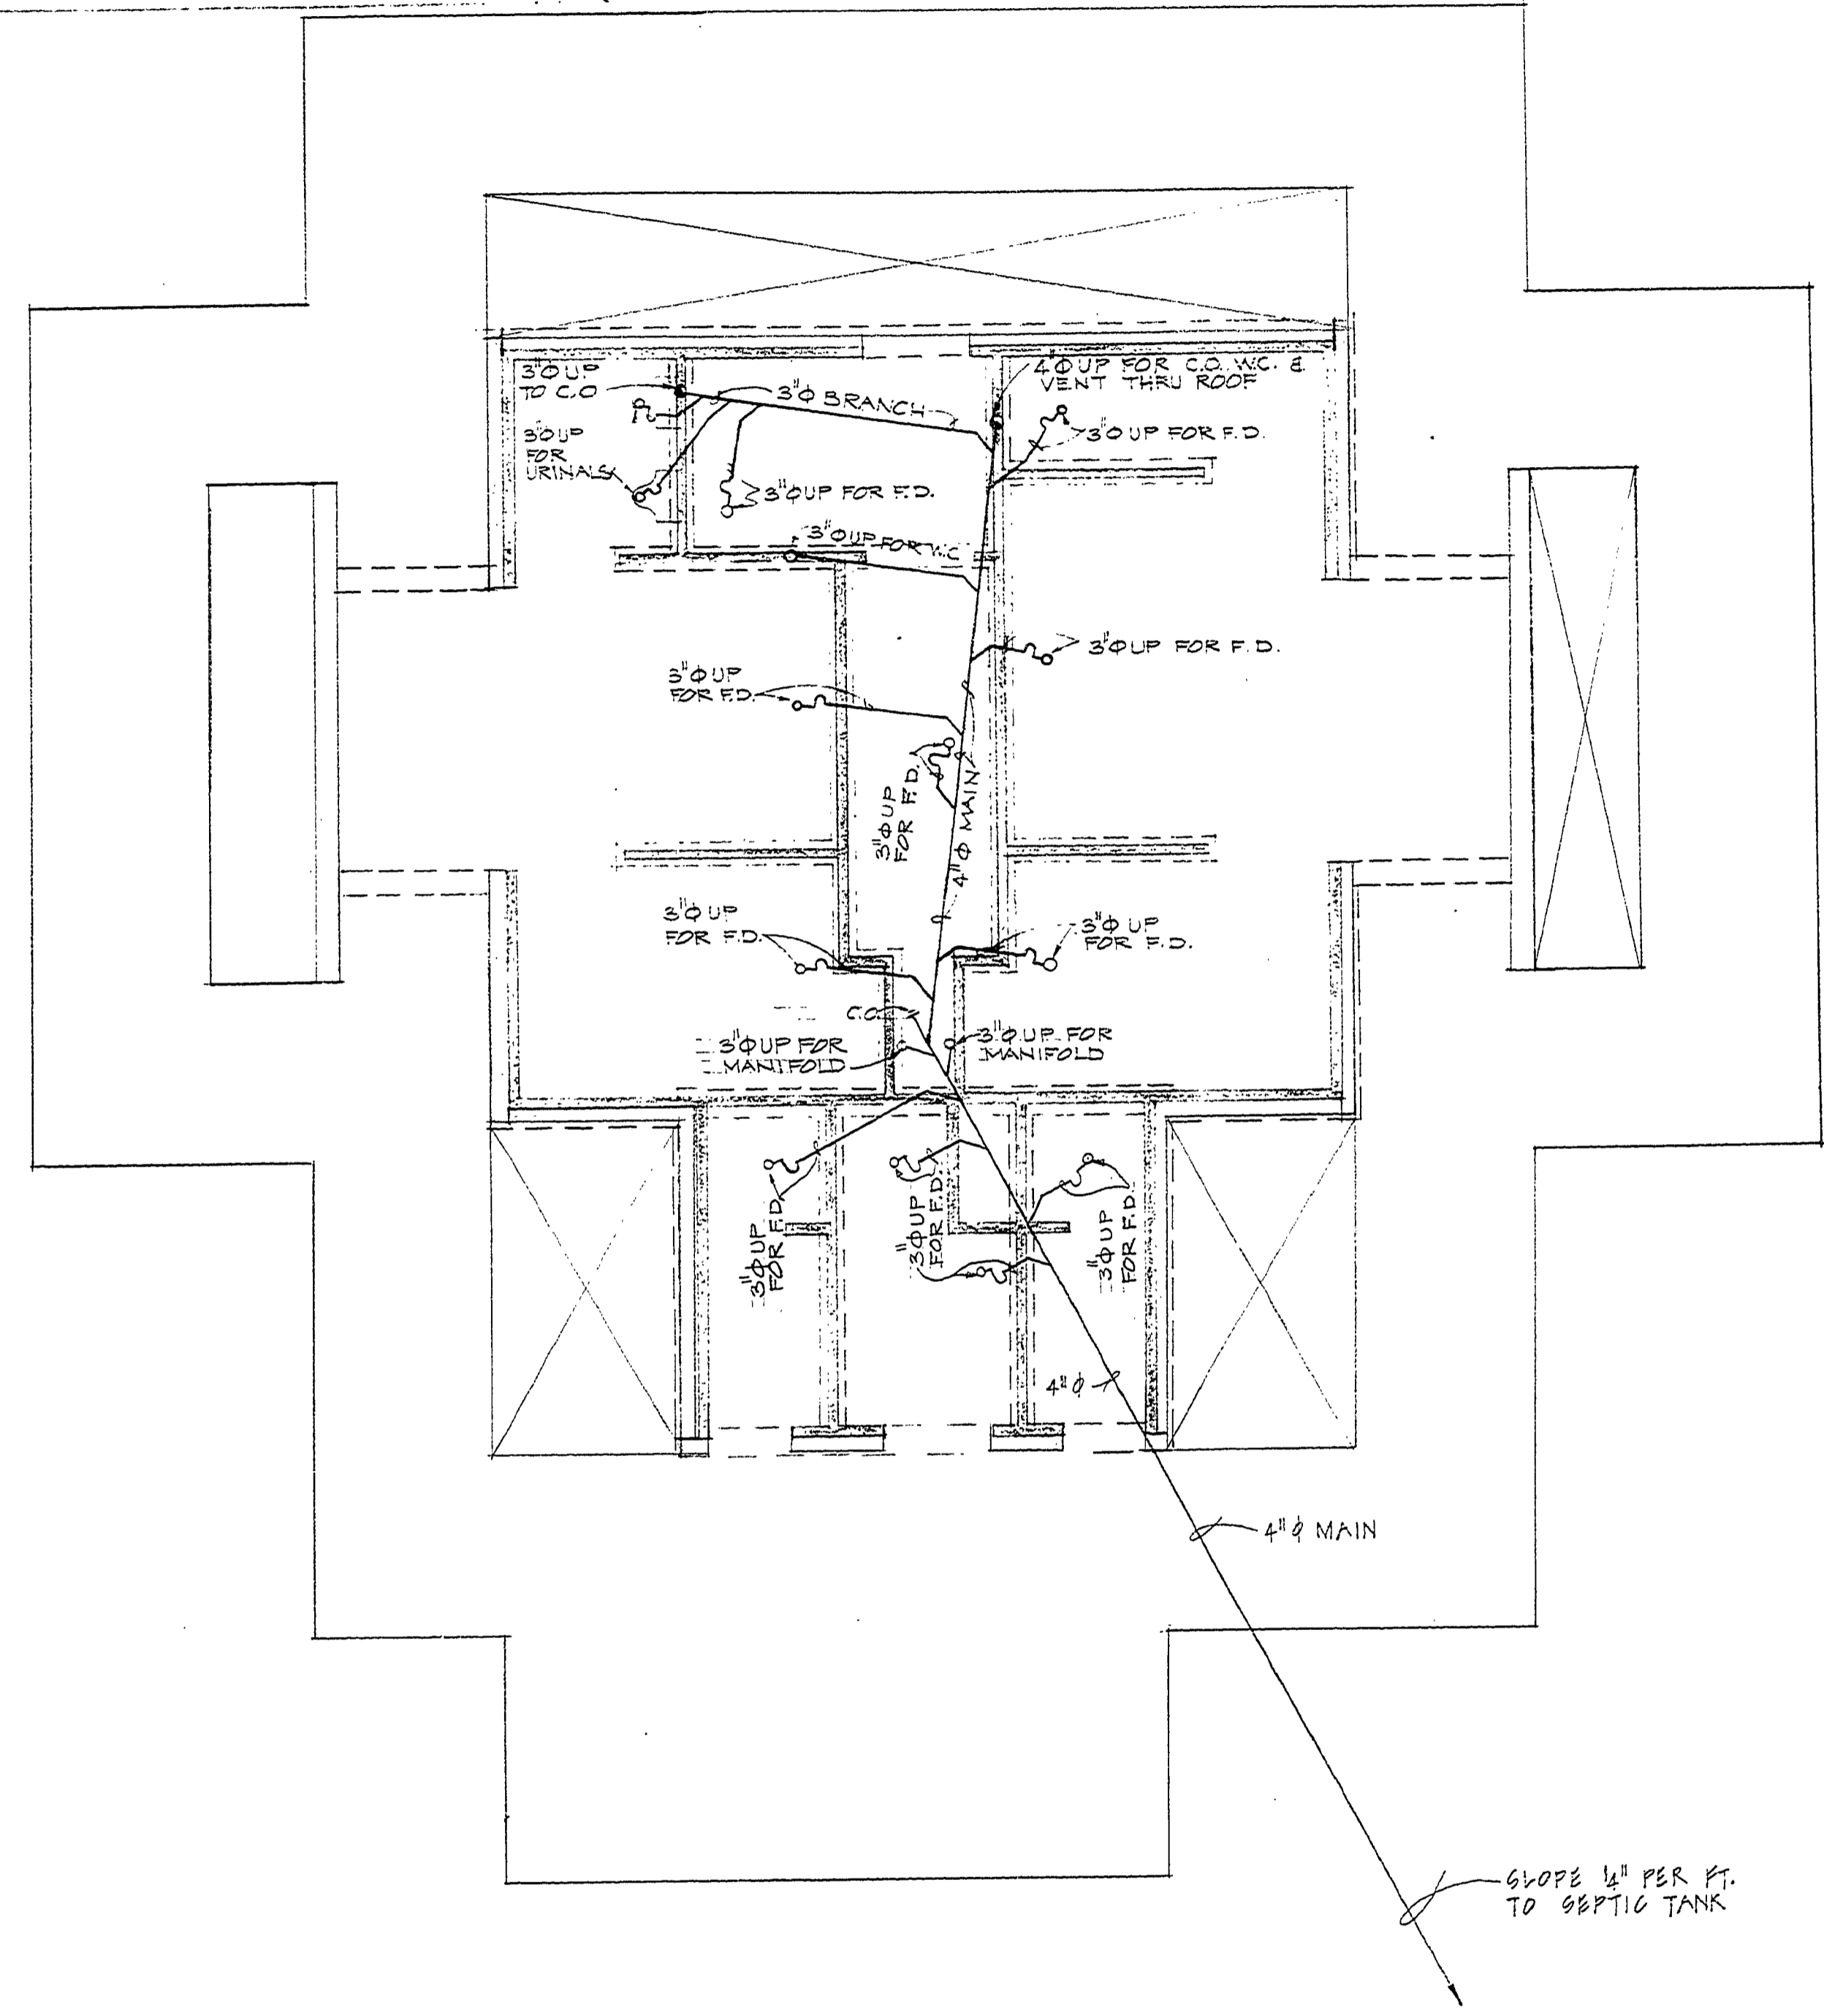 3"Φ UP
TO C.O
3"Φ BRANCH
4"Φ UP FOR C.O. W.C. &
VENT THRU ROOF
3"Φ UP
FOR
URINALS
3"Φ UP FOR F.D.
3"Φ UP FOR F.D.
3"Φ UP FOR W.C
3"Φ UP FOR F.D.
3"Φ UP
FOR F.D.
3"Φ UP
FOR F.D.
4"Φ MAIN
3"Φ UP
FOR F.D.
3"Φ UP
FOR F.D.
C.O
3"Φ UP FOR
MANIFOLD
3"Φ UP FOR
MANIFOLD
3"Φ UP
FOR F.D.
3"Φ UP
FOR F.D.
3"Φ UP
FOR F.D.
4"Φ
4"Φ MAIN
SLOPE 1/4" PER FT.
TO SEPTIC TANK